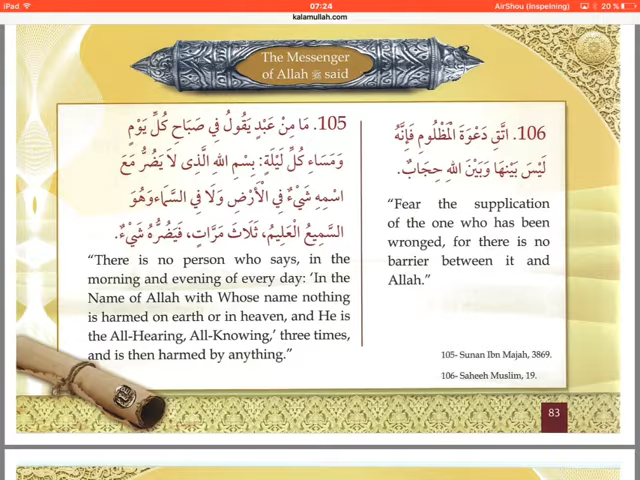 iPad
07:24
AirShou (Inspelning)
20 %
kalamullah.com
The Messenger
of Allah ﷺ said
105. مَا مِنْ عَبْدٍ يَقُولُ فِي صَبَاحِ كُلِّ يَوْمٍ
وَمَسَاءِ كُلِّ لَيْلَةٍ: بِسْمِ اللهِ الَّذِى لَا يَضُرُّ مَعَ
اسْمِهِ شَيْءٌ فِي الْأَرْضِ وَلَا فِي السَّمَاءِ وَهُوَ
السَّمِيعُ الْعَلِيمُ، ثَلَاثَ مَرَّاتٍ، فَيَضُرُّهُ شَيْءٌ.
“There is no person who says, in the
morning and evening of every day: ‘In the
Name of Allah with Whose name nothing
is harmed on earth or in heaven, and He is
the All-Hearing, All-Knowing,’ three times,
and is then harmed by anything.”
106. اتَّقِ دَعْوَةَ الْمَظْلُومِ فَإِنَّهُ
لَيْسَ بَيْنَهَا وَبَيْنَ اللهِ حِجَابٌ.
“Fear the supplication
of the one who has been
wronged, for there is no
barrier between it and
Allah.”
105- Sunan Ibn Majah, 3869.
106- Saheeh Muslim, 19.
83